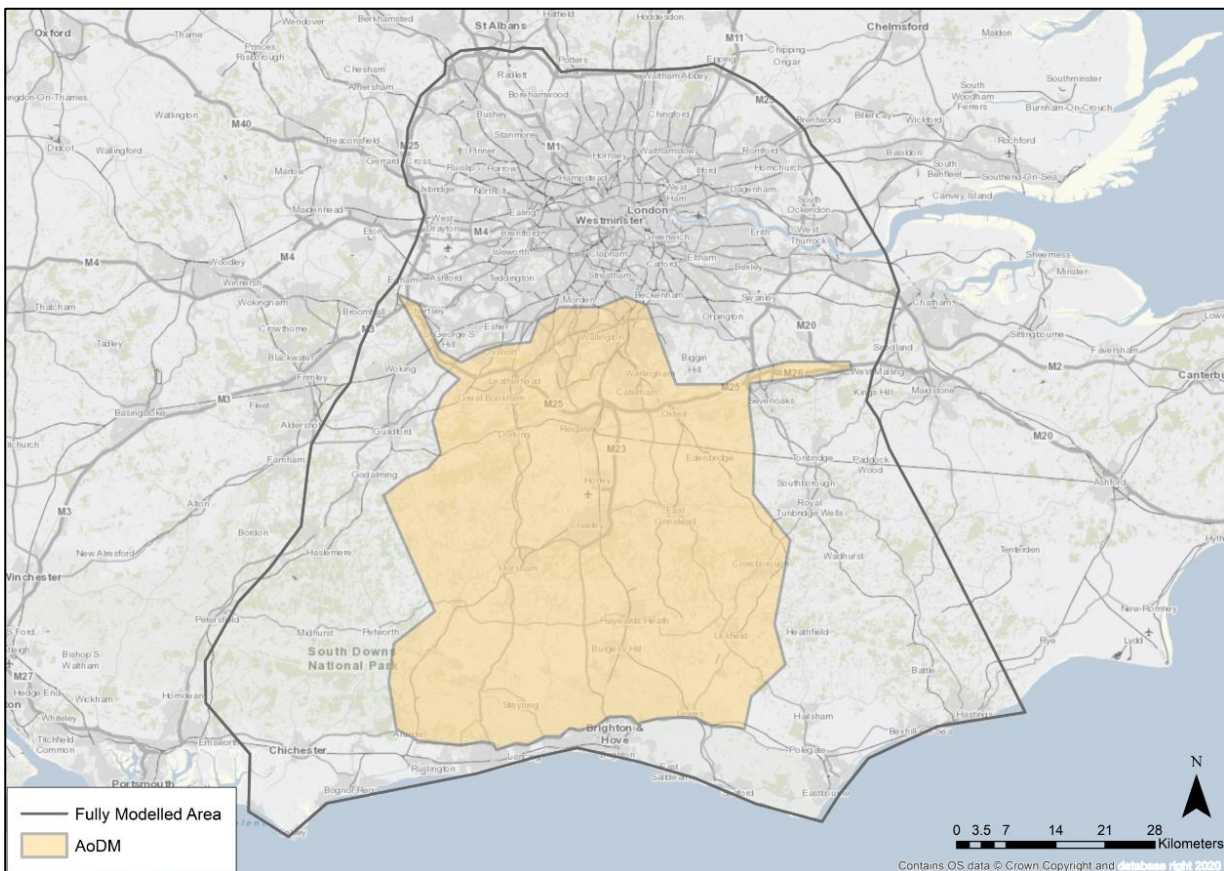 Oxford
Thame
Wendover
Berkhamsted
St Albans
Hatfield
Hoddesdon
Chelmsford
Maldon
Princes
Risborough
Chesham
Amersham
Potters
M11
Epping
Chipping
Ongar
Radlett
Waltham Abbey
Southminster
Borehamwood
M25
South
Woodham
Ferrers
Burnham-On-Crouch
Watlington
Bushey
Chingford
Brentwood
Billericay
Wickford
M40
Beaconsfield
Stanmore
Rochford
Didcot
Wallingford
M25
Gerrard Cross
Pinner
M1
Hornsey
Walthamstow
Romford
Basildon
Marlow
Ruislip
Harrow
Hampstead
Ilford
Hornchurch
South
Benfleet
Southend-On-Sea
Northolt
West
Ham
Dagenham
Canvey Island
Maidenhead
Ealing
London
South
Ockendon
West
Drayton
Westminster
M4
Brentford
Greenwich
Erith
West
Thurrock
Eton
M4
Isleworth
Clapham
Eltham
M4
Woodley
Catford
Bexley
Sheerness
Winnersh
Ashford
Teddington
Streatham
Minster
Thatcham
Wokingham
Morden
Beckenham
Swanley
Chatham
Broomhall
Esher
Orpington
Sittingbourne
Tadley
Crowthorne
M3
George'S
Hill
Wallington
M20
Faversham
Blackwater
Biggin
Hill
Snodland
M2
Frimley
Woking
Leatherhead
Warlingham
M25
M26
West Malling
Canterbury
M3
Fleet
Great Bookham
Caterham
Sevenoaks
Kings Hill
Maidstone
Basingstoke
M25
Oxted
Aldershot
Guildford
Reigate
M20
Dorking
M23
Farnham
Edenbridge
Tonbridge
Paddock
Wood
Godalming
Horley
Southborough
Ashford
Alton
Royal
Tunbridge Wells
M3
East
Grinstead
Bordon
Crawley
New Alresford
Haslemere
Horsham
Crowborough
Wadhurst
Tenterden
Winchester
Petersfield
Haywards Heath
New Romney
Midhurst
Petworth
Uckfield
Heathfield
Rye
Lydd
Bishop'S
Waltham
South Downs
National Park
Burgess Hill
Battle
M27
Hedge End
Wickham
Horndean
Steyning
Lewes
Hailsham
Hastings
Whiteley
Emsworth
Arundel
Brighton &
Hove
Bexhill-On-Sea
Titchfield
Common
Chichester
Polegate
Rustington
Lancing
Brighton
East
Saltdean
Portsmouth
Bognor Regis
Seaford
Eastbourne
Selsey
N
Fully Modelled Area
AoDM
0 3.5 7 14 21 28
Kilometers
Contains OS data © Crown Copyright and database right 2020